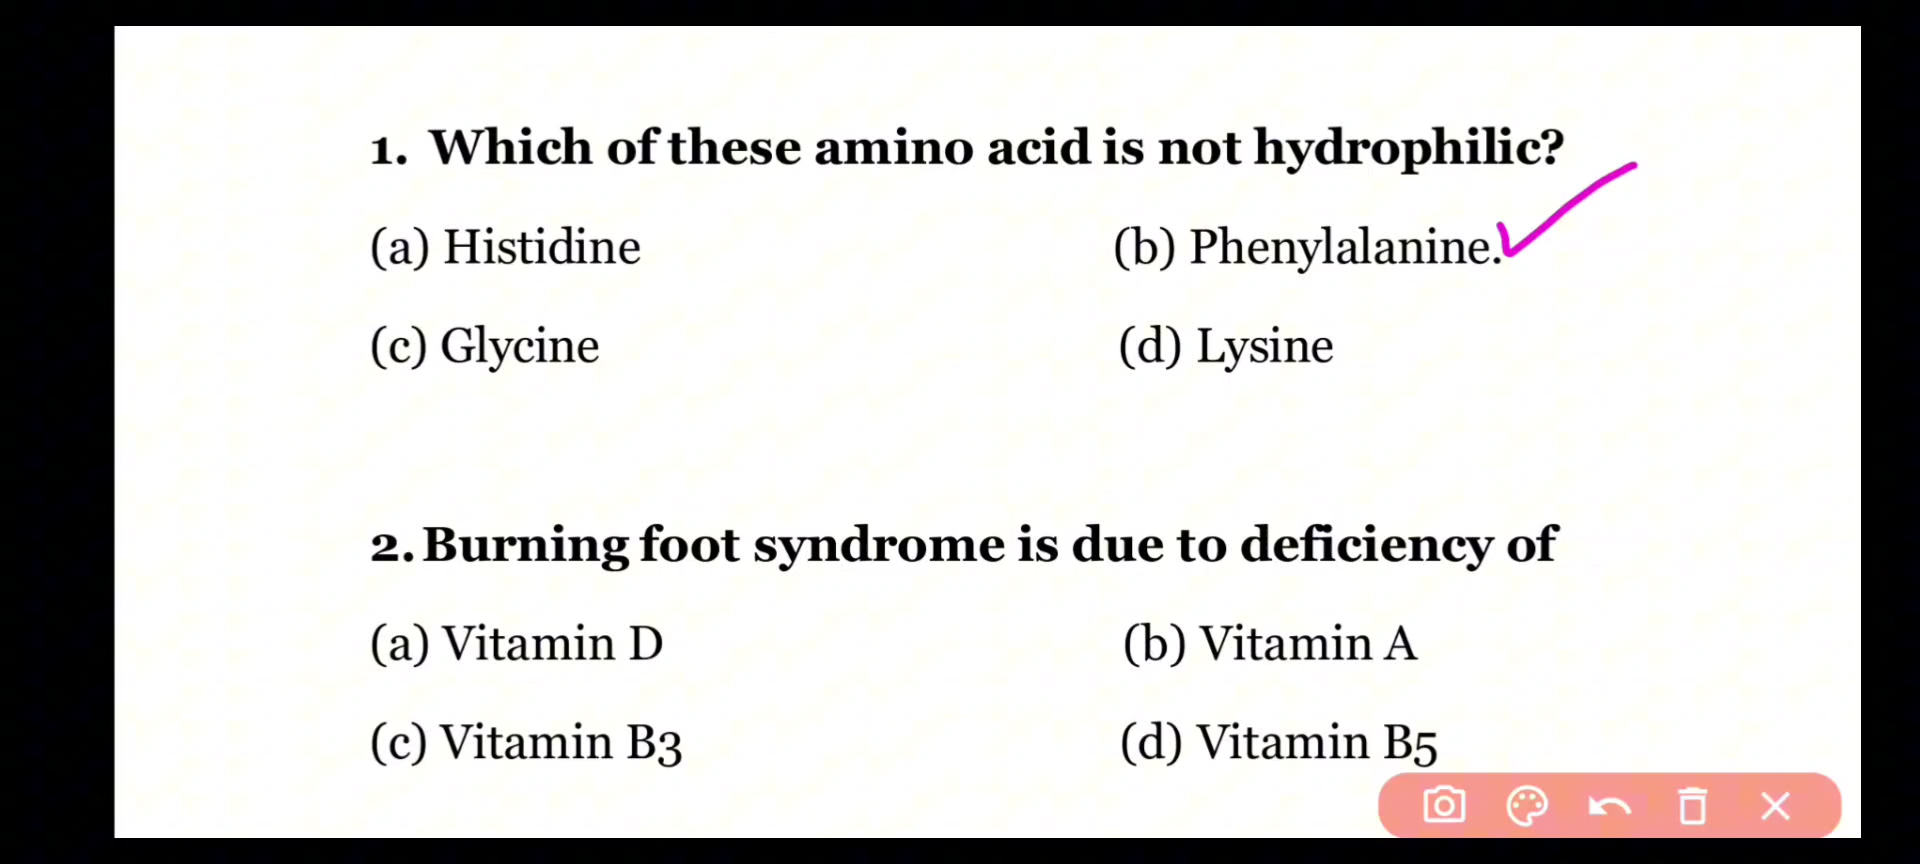 1. Which of these amino acid is not hydrophilic?
(a) Histidine (b) Phenylalanine.
(c) Glycine (d) Lysine
2. Burning foot syndrome is due to deficiency of
(a) Vitamin D (b) Vitamin A
(c) Vitamin B3 (d) Vitamin B5